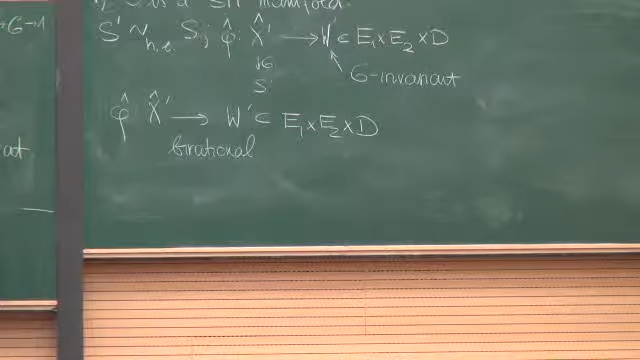 is a SH manifold.
S' ~h.e. S; φ̂: X̂' → W' ⊂ E₁×E₂×D
↓G
S' G-invariant
φ̂ X̂' → W' ⊂ E₁×E₂×D
birational